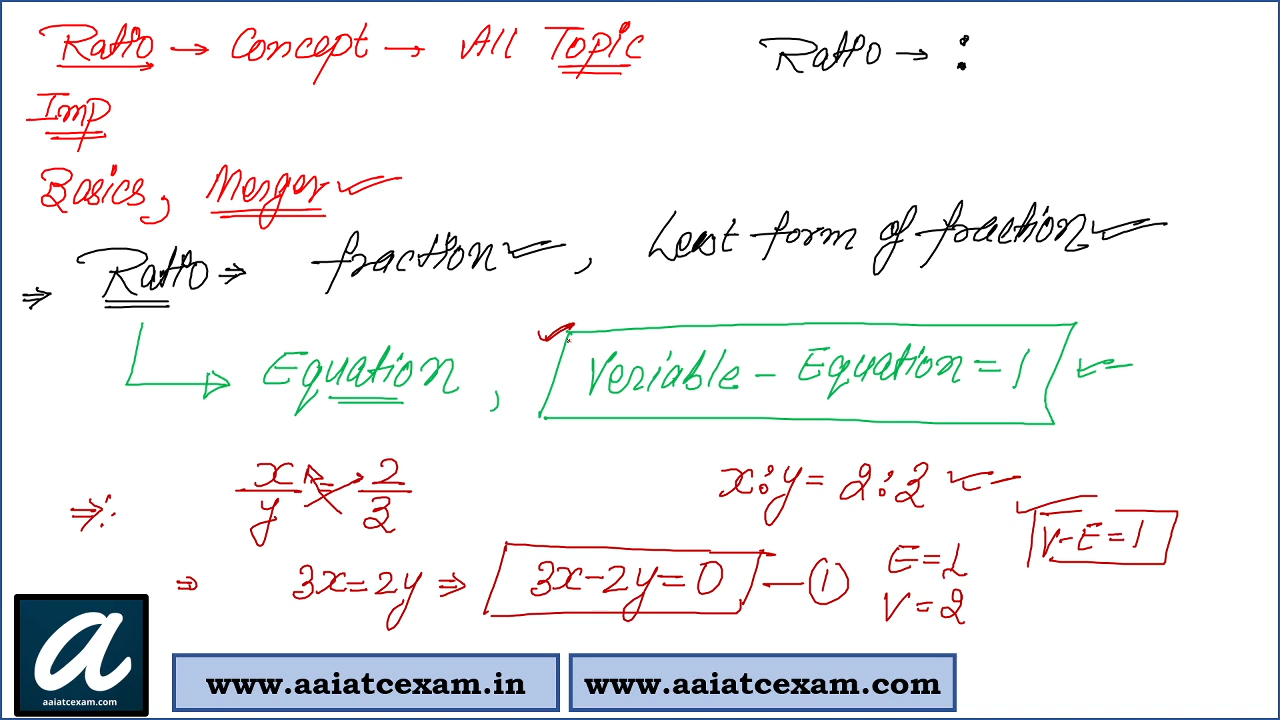 Ratio → Concept → All Topic
Ratio → :
Imp
Basics, Merger ✓
⇒ Ratio ⇒ fraction ✓, Least form of fraction ✓
Equation, Veriable - Equation = 1
x/y = 2/3
x:y = 2:3 ✓
V-E=1
⇒ 3x=2y ⇒ 3x-2y=0 — ①
E=1
V=2
a
aaiatcexam.com
www.aaiatcexam.in
www.aaiatcexam.com